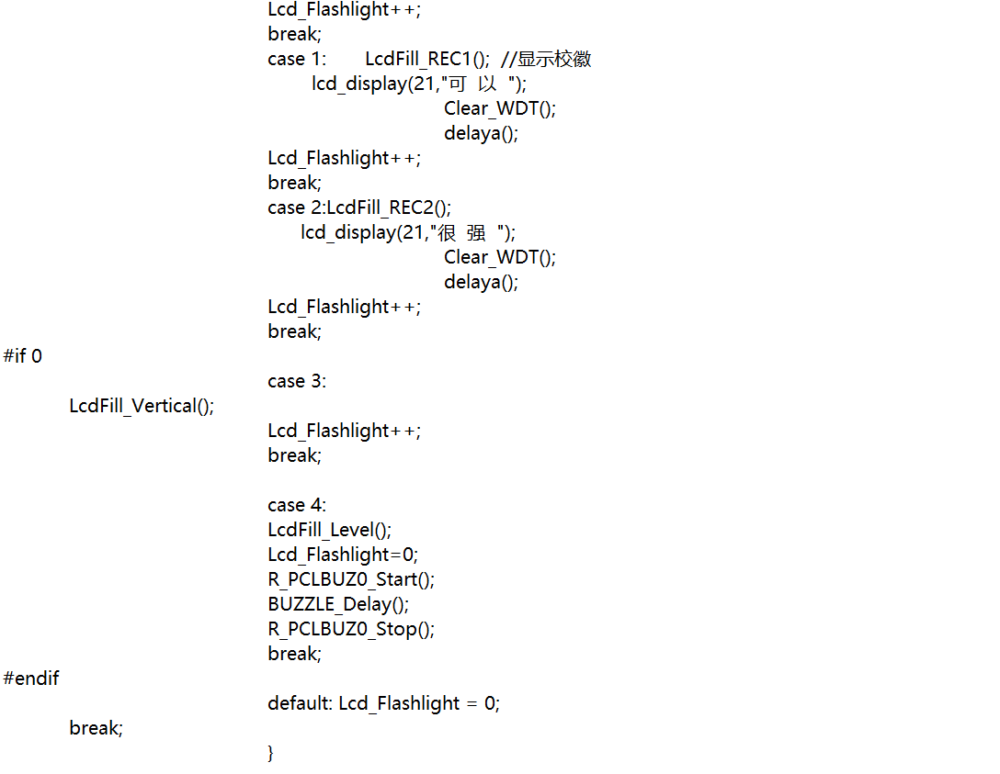 Lcd_Flashlight++;
break;
case 1:      LcdFill_REC1();  //显示校徽
lcd_display(21,"可  以  ");
Clear_WDT();
delaya();
Lcd_Flashlight++;
break;
case 2:LcdFill_REC2();
lcd_display(21,"很  强  ");
Clear_WDT();
delaya();
Lcd_Flashlight++;
break;
#if 0
case 3:
LcdFill_Vertical();
Lcd_Flashlight++;
break;
case 4:
LcdFill_Level();
Lcd_Flashlight=0;
R_PCLBUZ0_Start();
BUZZLE_Delay();
R_PCLBUZ0_Stop();
break;
#endif
default: Lcd_Flashlight = 0;
break;
}